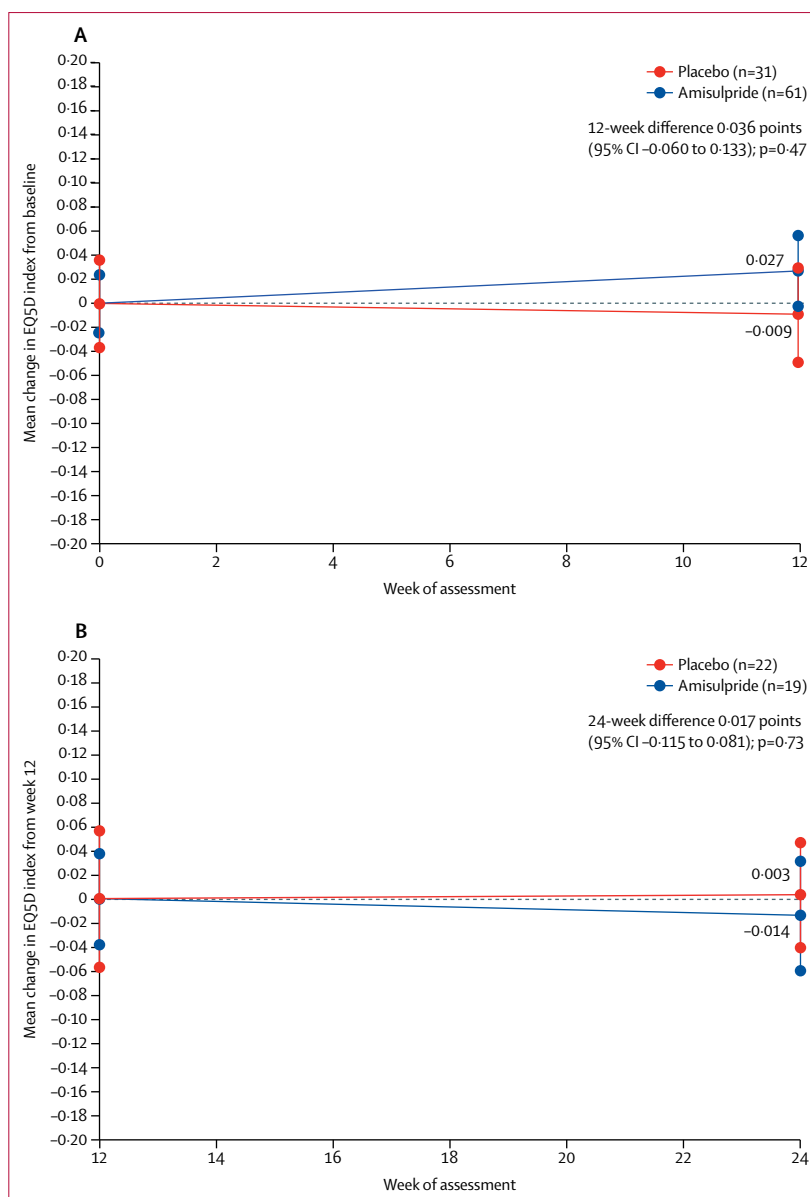 A
0·20
0·18
0·16
0·14
0·12
0·10
0·08
0·06
0·04
0·02
0
–0·02
–0·04
–0·06
–0·08
–0·10
–0·12
–0·14
–0·16
–0·18
–0·20
Mean change in EQ5D index from baseline
Placebo (n=31)
Amisulpride (n=61)
12-week difference 0·036 points
(95% CI –0·060 to 0·133); p=0·47
0·027
–0·009
0 2 4 6 8 10 12
Week of assessment
B
0·20
0·18
0·16
0·14
0·12
0·10
0·08
0·06
0·04
0·02
0
–0·02
–0·04
–0·06
–0·08
–0·10
–0·12
–0·14
–0·16
–0·18
–0·20
Mean change in EQ5D index from week 12
Placebo (n=22)
Amisulpride (n=19)
24-week difference 0·017 points
(95% CI –0·115 to 0·081); p=0·73
0·003
–0·014
12 14 16 18 20 22 24
Week of assessment